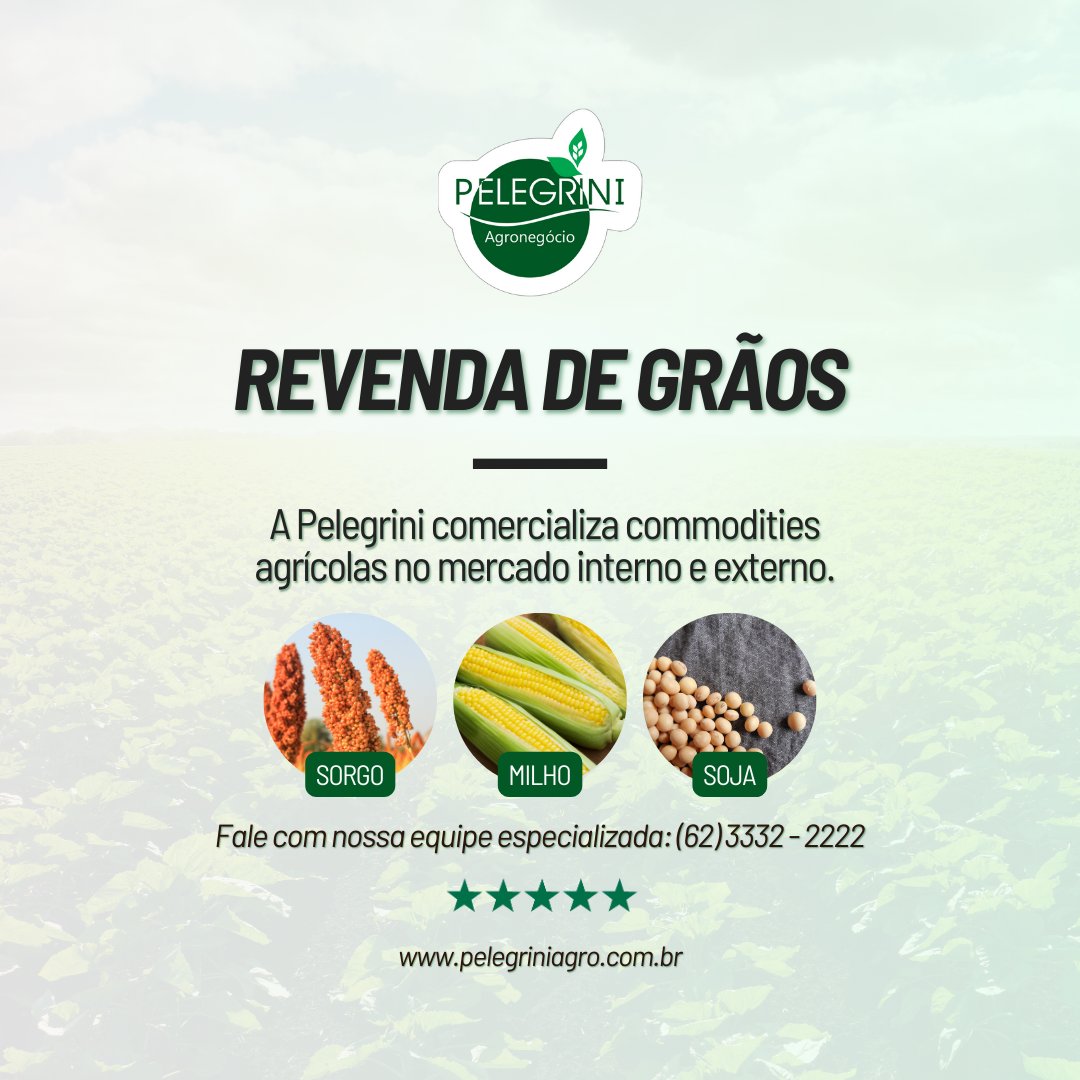 PELEGRINI
Agronegócio
REVENDA DE GRÃOS
A Pelegrini comercializa commodities
agrícolas no mercado interno e externo.
SORGO
MILHO
SOJA
Fale com nossa equipe especializada: (62) 3332 - 2222
www.pelegriniagro.com.br